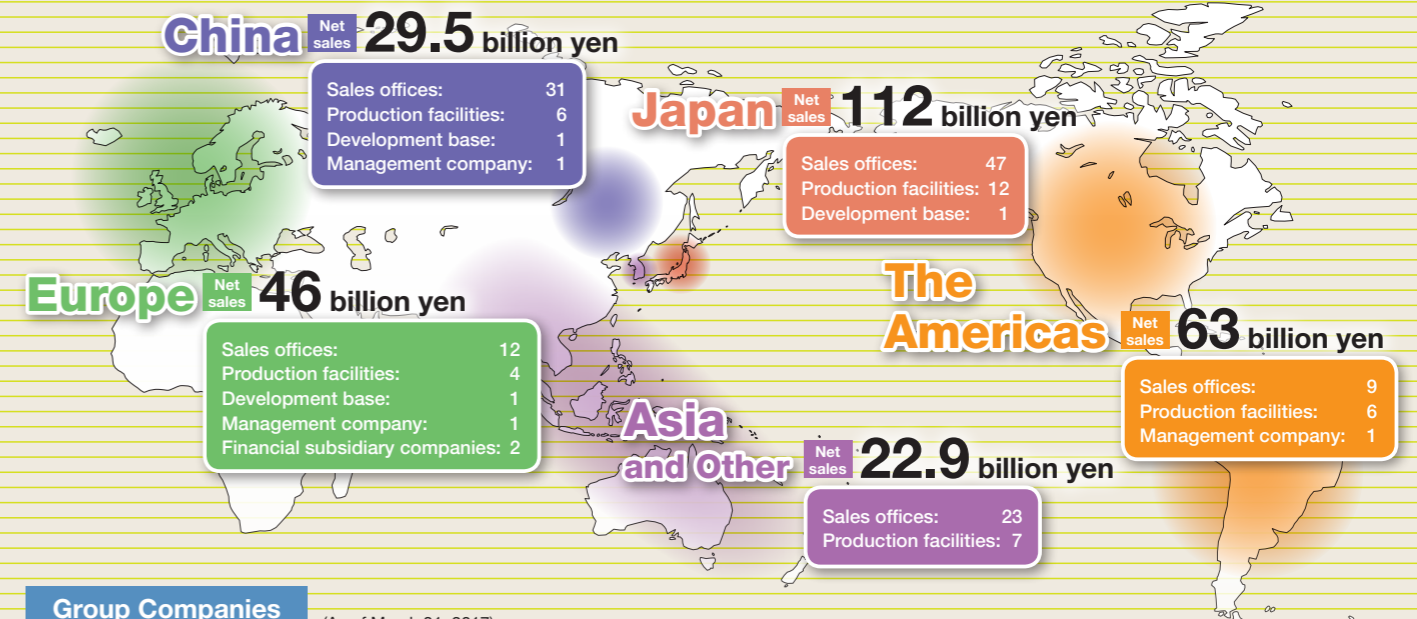 China Net sales 29.5 billion yen
Sales offices: 31
Production facilities: 6
Development base: 1
Management company: 1
Japan Net sales 112 billion yen
Sales offices: 47
Production facilities: 12
Development base: 1
Europe Net sales 46 billion yen
Sales offices: 12
Production facilities: 4
Development base: 1
Management company: 1
Financial subsidiary companies: 2
The
Americas Net sales 63 billion yen
Sales offices: 9
Production facilities: 6
Management company: 1
Asia
and Other Net sales 22.9 billion yen
Sales offices: 23
Production facilities: 7
Group Companies